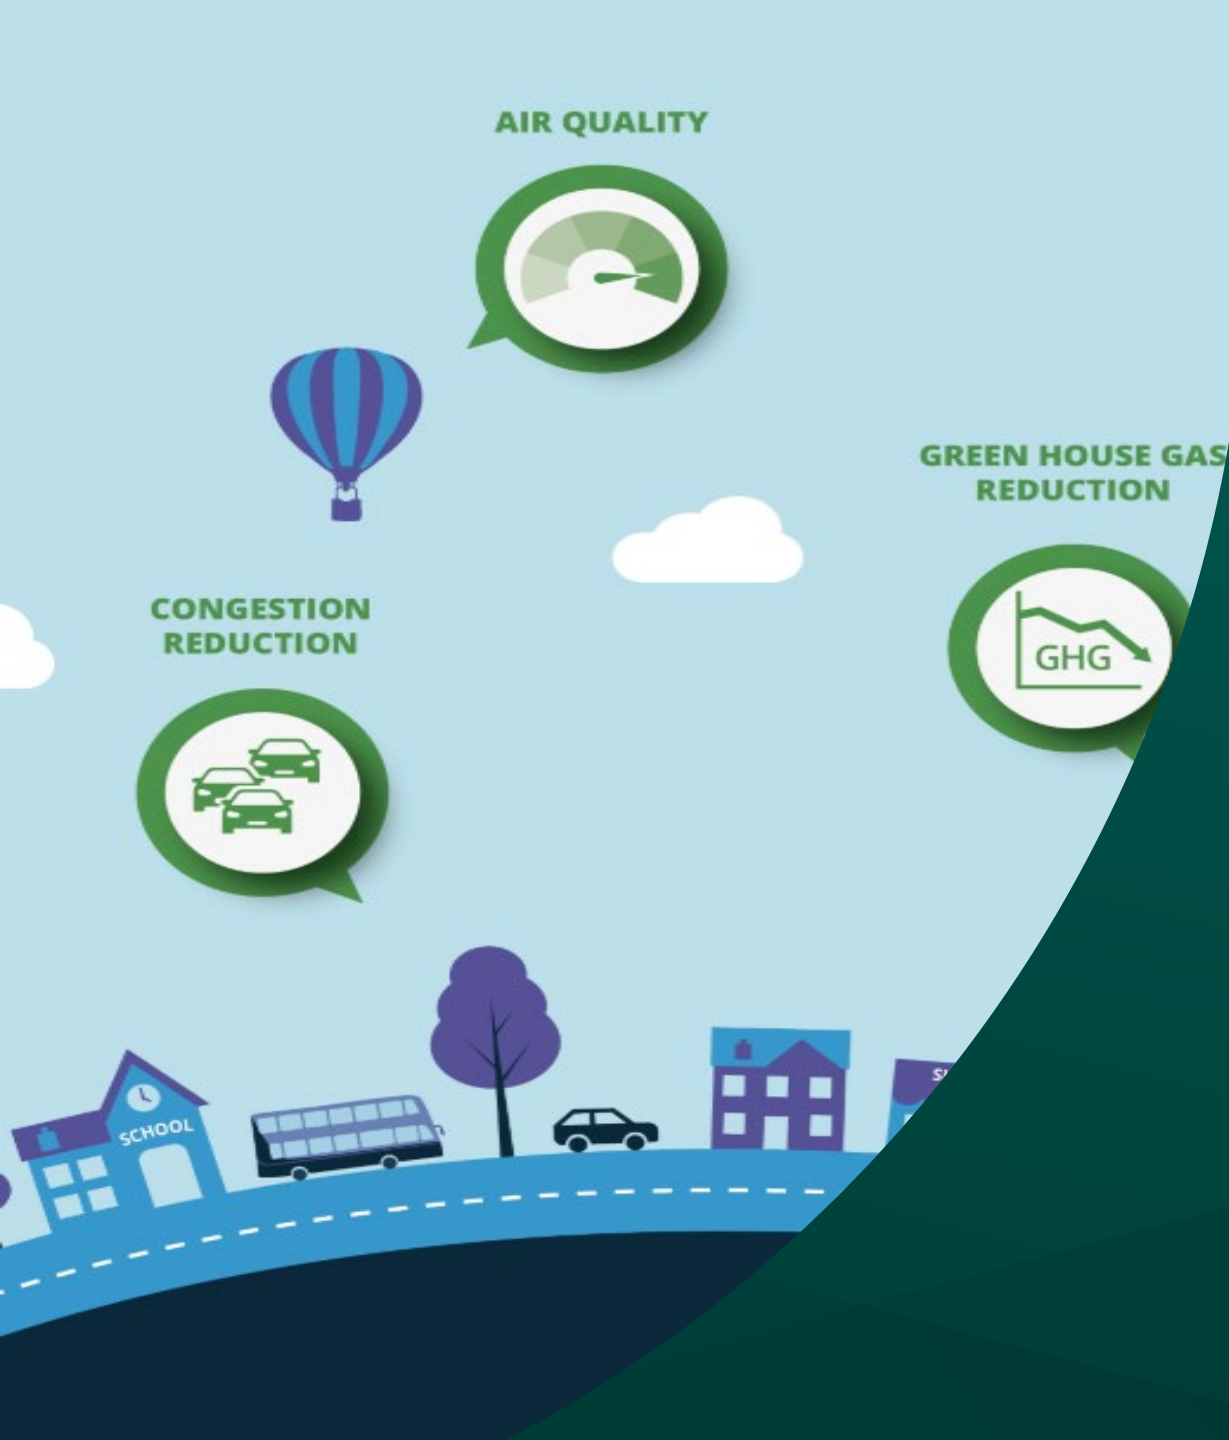 AIR QUALITY
GREEN HOUSE GAS
REDUCTION
GHG
CONGESTION
REDUCTION
SCHOOL